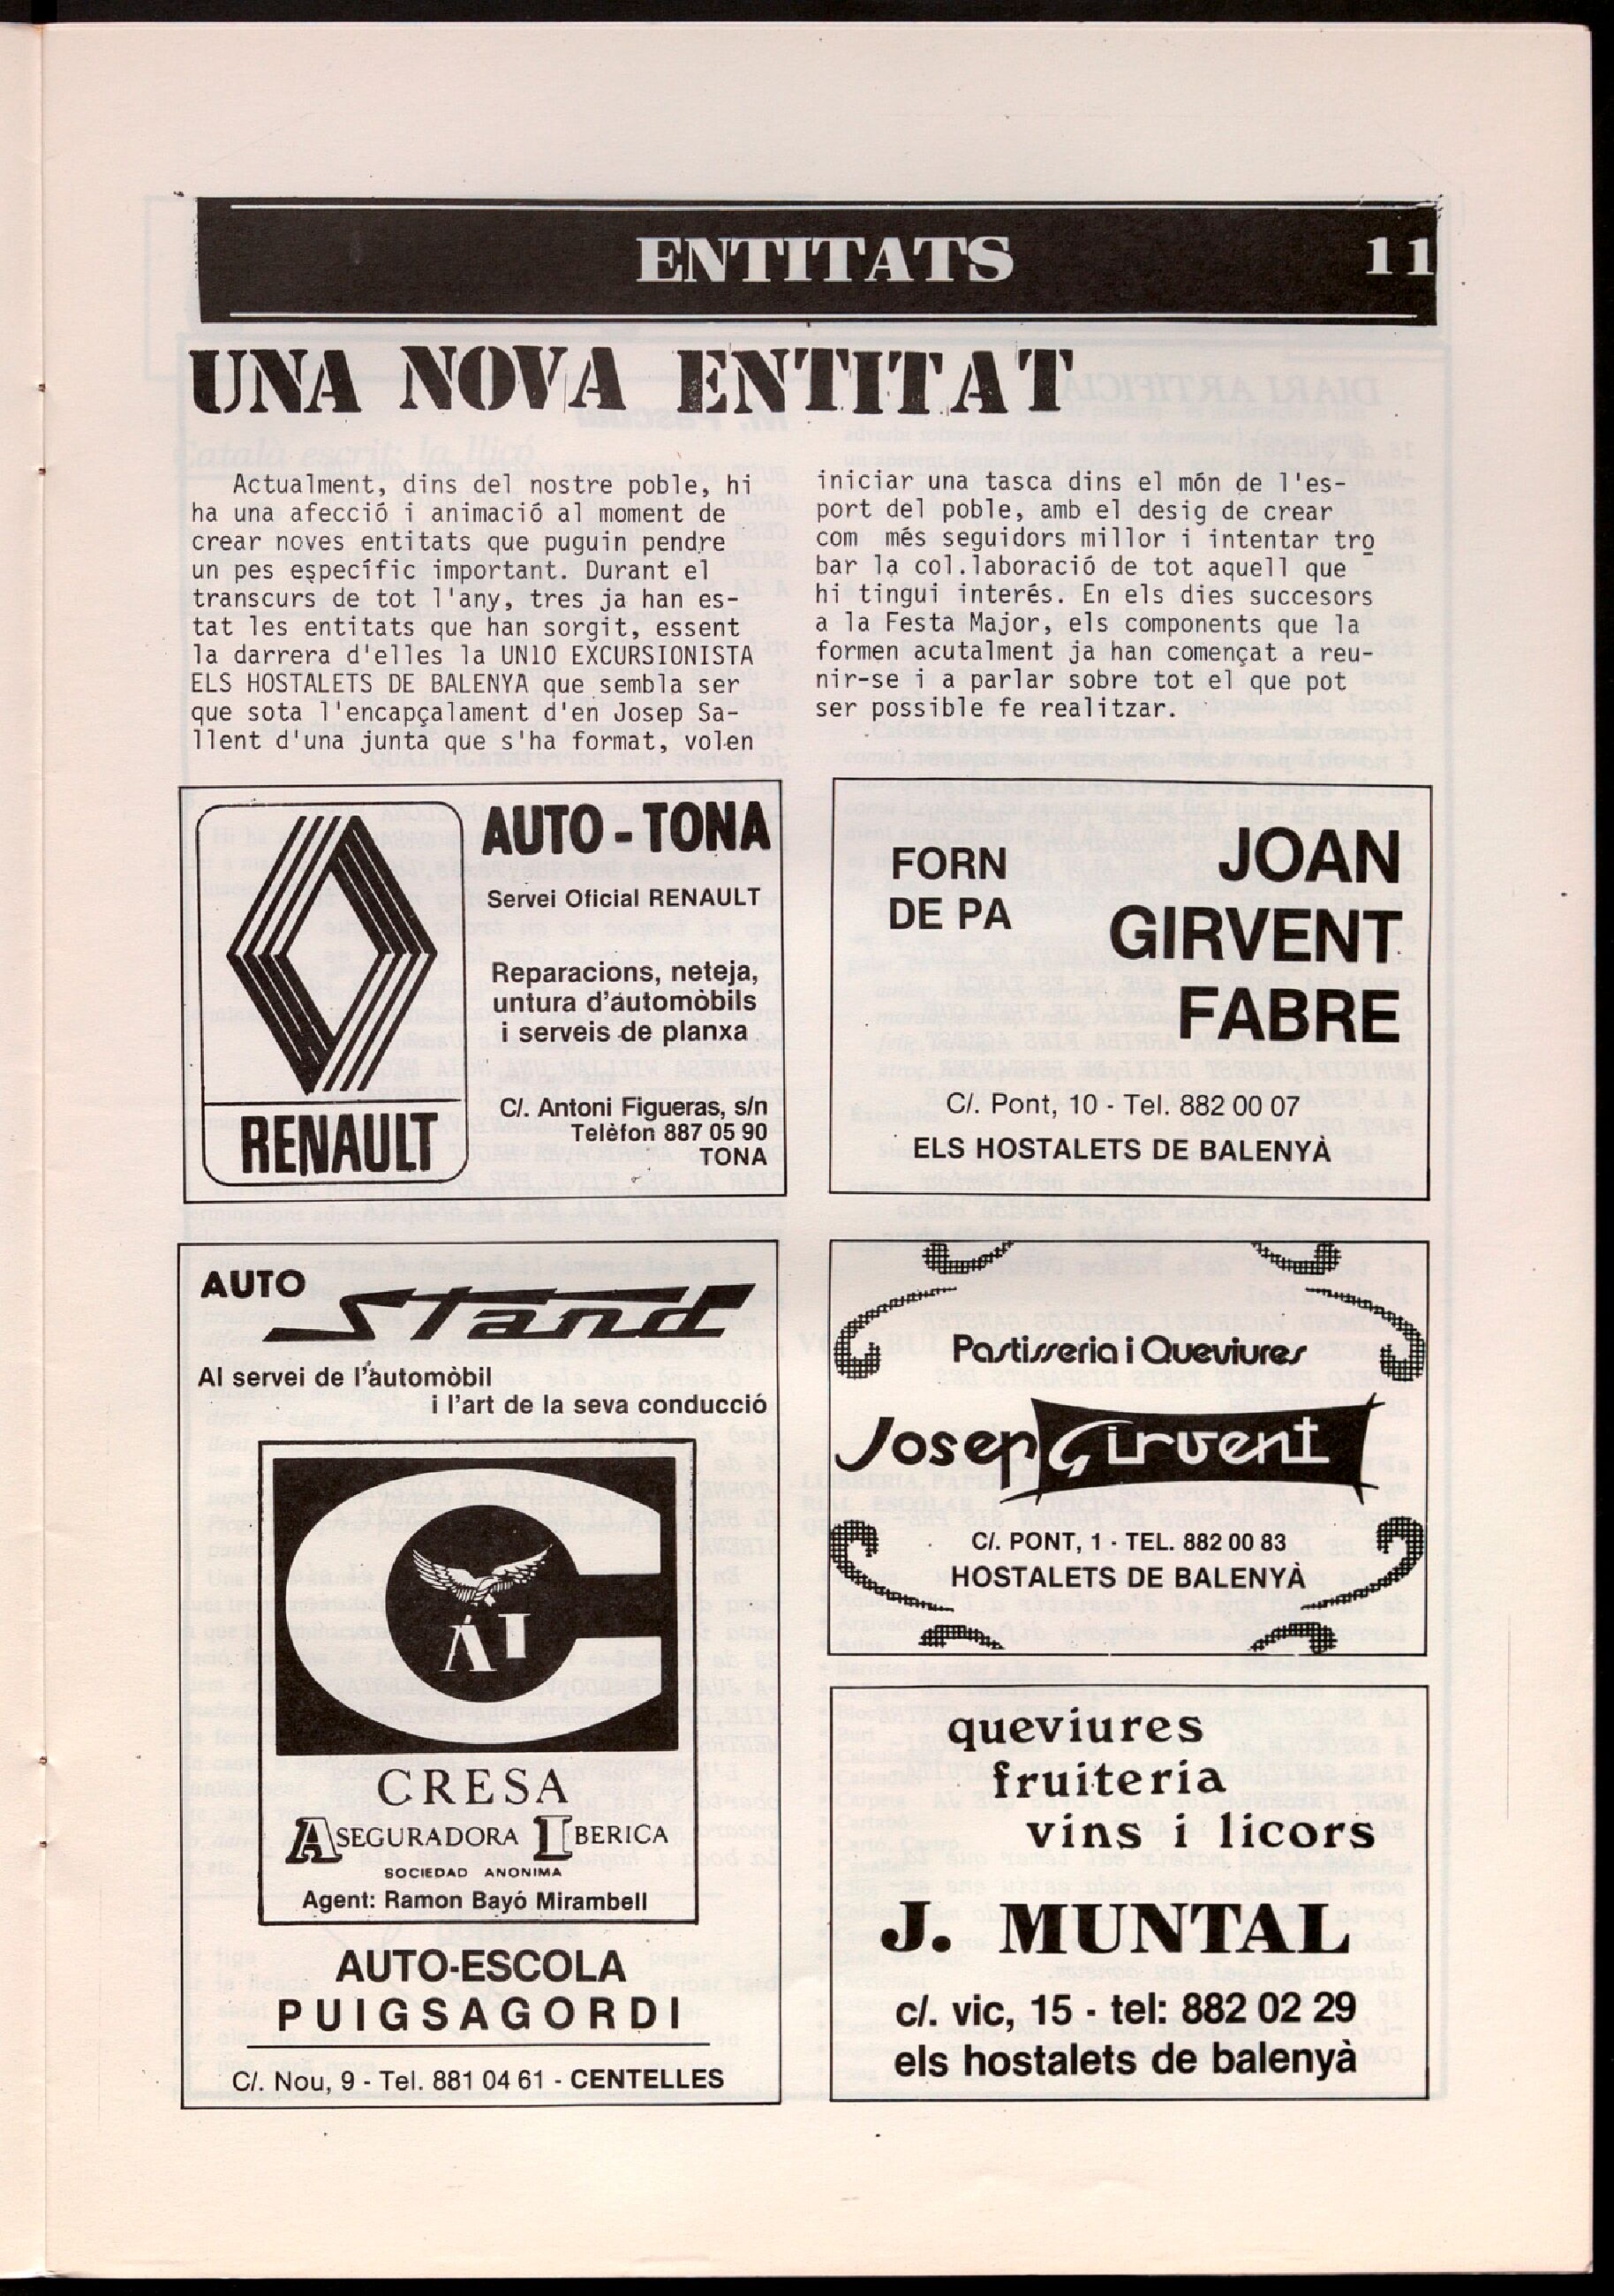 ENTITATS
11
UNA NOVA ENTITAT
Actualment, dins del nostre poble, hi
ha una afecció i animació al moment de
crear noves entitats que puguin pendre
un pes específic important. Durant el
transcurs de tot l'any, tres ja han es-
tat les entitats que han sorgit, essent
la darrera d'elles la UNIO EXCURSIONISTA
ELS HOSTALETS DE BALENYA que sembla ser
que sota l'encapçalament d'en Josep Sa-
llent d'una junta que s'ha format, volen
iniciar una tasca dins el món de l'es-
port del poble, amb el desig de crear
com més seguidors millor i intentar tro
bar la col.laboració de tot aquell que
hi tingui interés. En els dies succesors
a la Festa Major, els components que la
formen acutalment ja han començat a reu-
nir-se i a parlar sobre tot el que pot
ser possible fe realitzar.
AUTO-TONA
Servei Oficial RENAULT
Reparacions, neteja,
untura d'automòbils
i serveis de planxa
C/. Antoni Figueras, s/n
Telèfon 887 05 90
TONA
RENAULT
FORN
DE PA
JOAN
GIRVENT
FABRE
C/. Pont, 10 - Tel. 882 00 07
ELS HOSTALETS DE BALENYÀ
AUTO Stand
Al servei de l'automòbil
i l'art de la seva conducció
AI
CRESA
ASEGURADORA IBERICA
SOCIEDAD ANONIMA
Agent: Ramon Bayó Mirambell
AUTO-ESCOLA
PUIGSAGORDI
C/. Nou, 9 - Tel. 881 04 61 - CENTELLES
Pastisseria i Queviures
Josep Girvent
C/. PONT, 1 - TEL. 882 00 83
HOSTALETS DE BALENYÀ
queviures
fruiteria
vins i licors
J. MUNTAL
c/. vic, 15 - tel: 882 02 29
els hostalets de balenyà